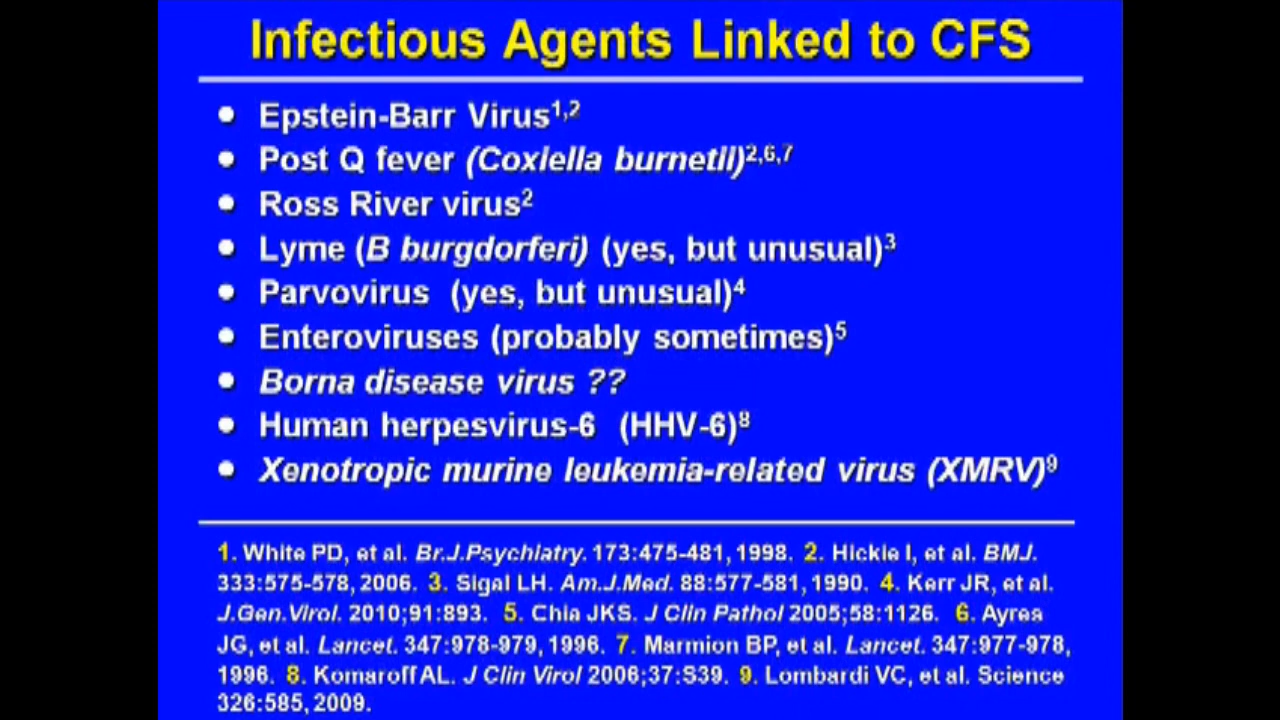 Infectious Agents Linked to CFS
• Epstein-Barr Virus1,2
• Post Q fever (Coxiella burnetii)2,6,7
• Ross River virus2
• Lyme (B burgdorferi) (yes, but unusual)3
• Parvovirus (yes, but unusual)4
• Enteroviruses (probably sometimes)5
• Borna disease virus ??
• Human herpesvirus-6 (HHV-6)8
• Xenotropic murine leukemia-related virus (XMRV)9
1. White PD, et al. Br.J.Psychiatry. 173:475-481, 1998. 2. Hickie I, et al. BMJ.
333:575-578, 2006. 3. Sigal LH. Am.J.Med. 88:577-581, 1990. 4. Kerr JR, et al.
J.Gen.Virol. 2010;91:893. 5. Chia JKS. J Clin Pathol 2005;58:1126. 6. Ayres
JG, et al. Lancet. 347:978-979, 1996. 7. Marmion BP, et al. Lancet. 347:977-978,
1996. 8. Komaroff AL. J Clin Virol 2006;37:S39. 9. Lombardi VC, et al. Science
326:585, 2009.